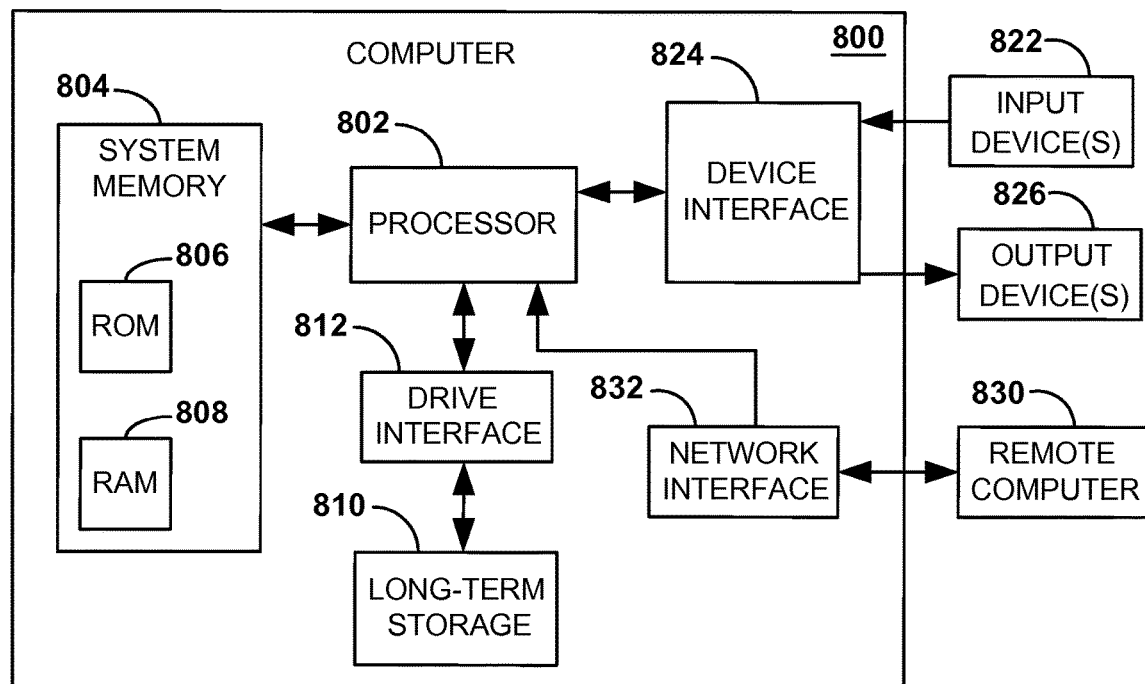 COMPUTER
800
804
SYSTEM
MEMORY
806
ROM
808
RAM
802
PROCESSOR
812
DRIVE
INTERFACE
810
LONG-TERM
STORAGE
824
DEVICE
INTERFACE
832
NETWORK
INTERFACE
822
INPUT
DEVICE(S)
826
OUTPUT
DEVICE(S)
830
REMOTE
COMPUTER